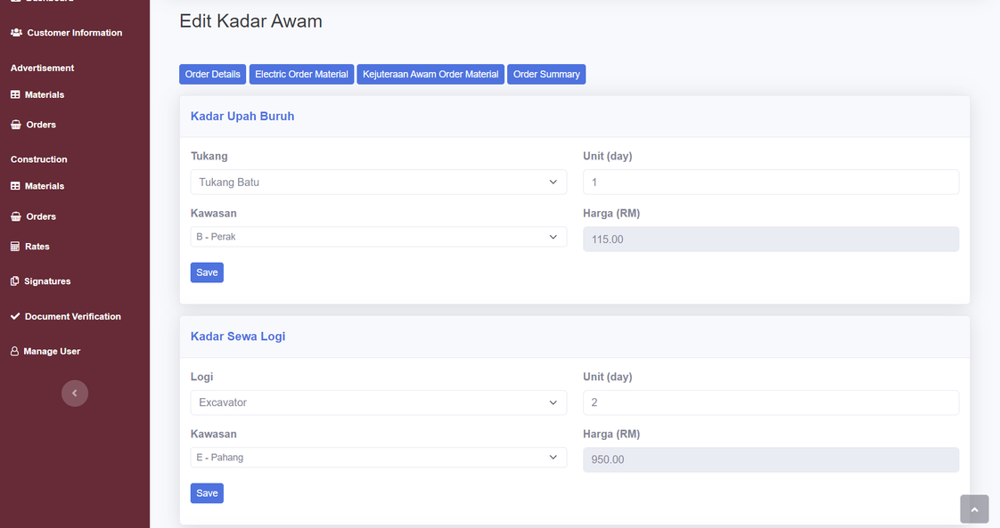 Dashboard
Customer Information
Advertisement
Materials
Orders
Construction
Materials
Orders
Rates
Signatures
Document Verification
Manage User
Edit Kadar Awam
Order Details Electric Order Material Kejuteraan Awam Order Material Order Summary
Kadar Upah Buruh
Tukang Unit (day)
Tukang Batu 1
Kawasan Harga (RM)
B - Perak 115.00
Save
Kadar Sewa Logi
Logi Unit (day)
Excavator 2
Kawasan Harga (RM)
E - Pahang 950.00
Save